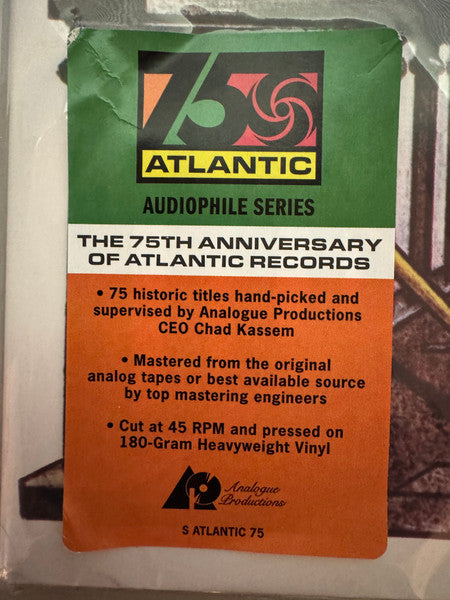 75
ATLANTIC
AUDIOPHILE SERIES
THE 75TH ANNIVERSARY
OF ATLANTIC RECORDS
• 75 historic titles hand-picked and
supervised by Analogue Productions
CEO Chad Kassem
• Mastered from the original
analog tapes or best available source
by top mastering engineers
• Cut at 45 RPM and pressed on
180-Gram Heavyweight Vinyl
Analogue
Productions
S ATLANTIC 75